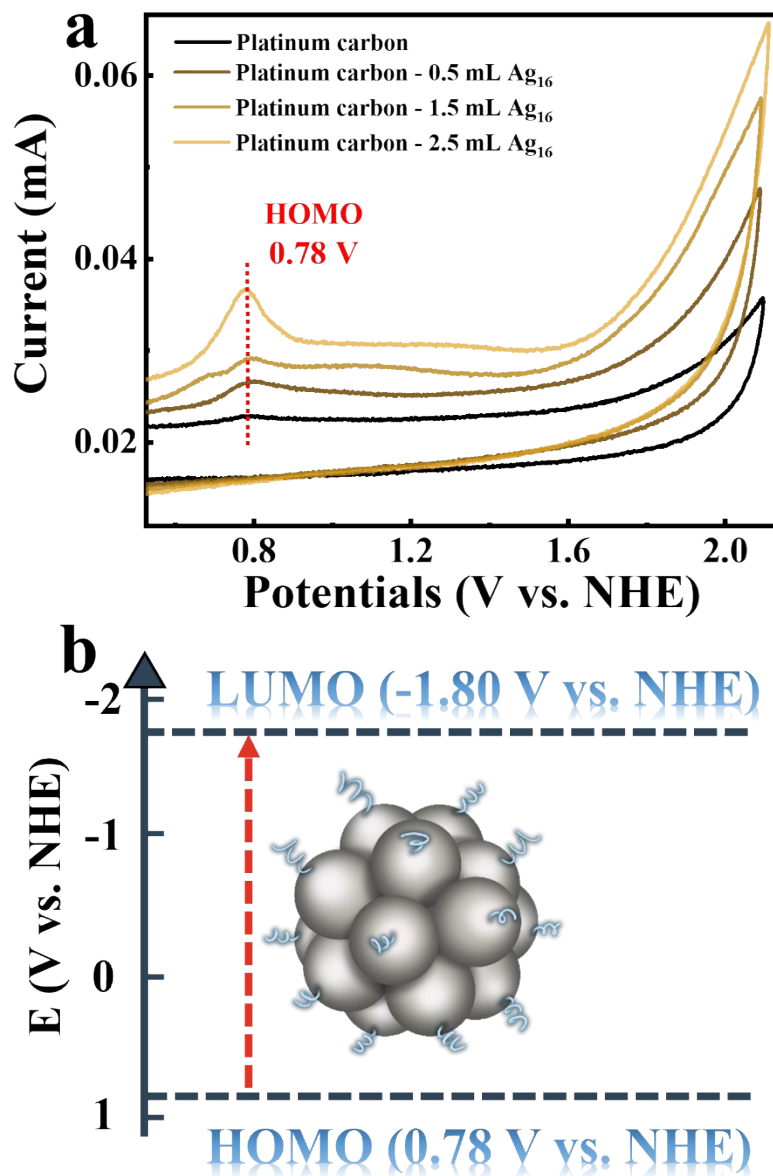 a
Platinum carbon
Platinum carbon - 0.5 mL Ag₁₆
Platinum carbon - 1.5 mL Ag₁₆
Platinum carbon - 2.5 mL Ag₁₆
HOMO
0.78 V
0.06
0.04
0.02
Current (mA)
0.8 1.2 1.6 2.0
Potentials (V vs. NHE)
b
LUMO (-1.80 V vs. NHE)
-2
-1
0
1
E (V vs. NHE)
HOMO (0.78 V vs. NHE)